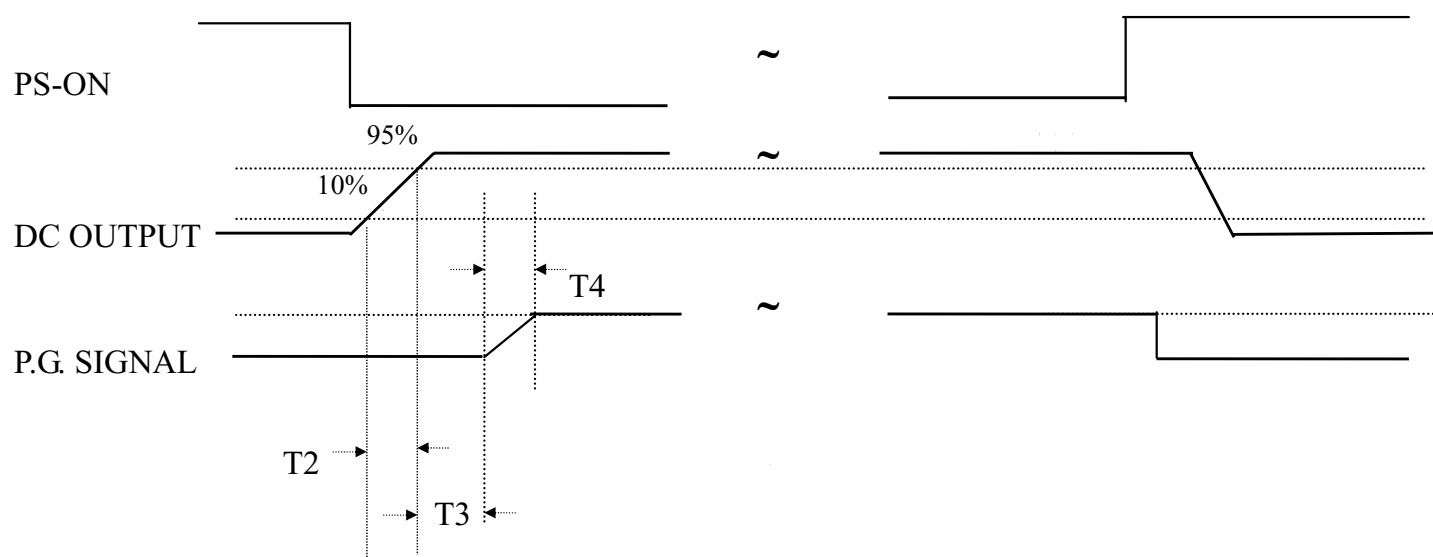 PS-ON
~
95%
~
10%
DC OUTPUT
T4
~
P.G. SIGNAL
T2
T3